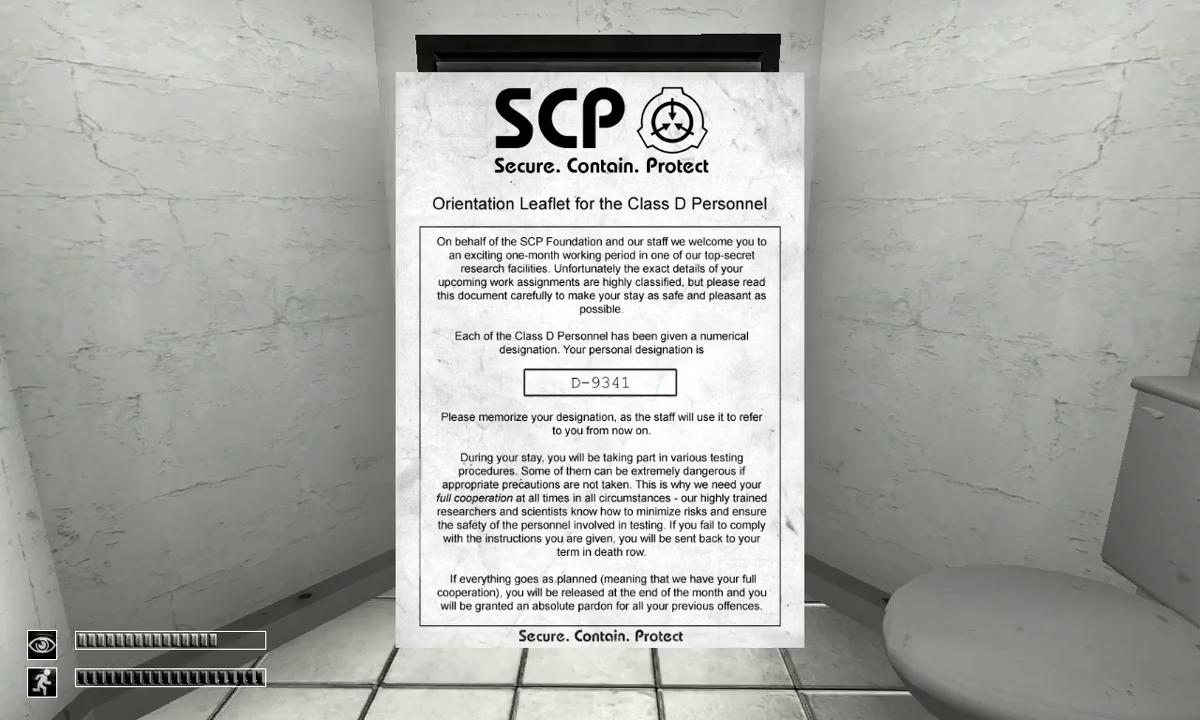 SCP
Secure. Contain. Protect
Orientation Leaflet for the Class D Personnel
On behalf of the SCP Foundation and our staff we welcome you to
an exciting one-month working period in one of our top-secret
research facilities. Unfortunately the exact details of your
upcoming work assignments are highly classified, but please read
this document carefully to make your stay as safe and pleasant as
possible.
Each of the Class D Personnel has been given a numerical
designation. Your personal designation is
D-9341
Please memorize your designation, as the staff will use it to refer
to you from now on.
During your stay, you will be taking part in various testing
procedures. Some of them can be extremely dangerous if
appropriate precautions are not taken. This is why we need your
full cooperation at all times in all circumstances - our highly trained
researchers and scientists know how to minimize risks and ensure
the safety of the personnel involved in testing. If you fail to comply
with the instructions you are given, you will be sent back to your
term in death row.
If everything goes as planned (meaning that we have your full
cooperation), you will be released at the end of the month and you
will be granted an absolute pardon for all your previous offences.
Secure. Contain. Protect